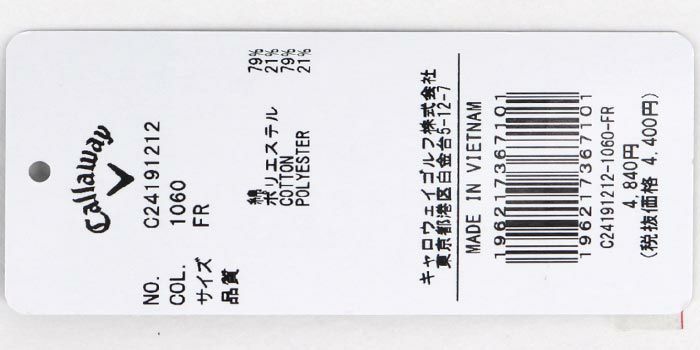 Callaway
NO. C24191212
COL. 1060
サイズ FR
品質
綿 79%
ポリエステル 21%
COTTON 79%
POLYESTER 21%
キャロウェイゴルフ株式会社
東京都港区白金台5-12-7
MADE IN VIETNAM
196217367101
196217367101
C24191212-1060-FR
4,840円
(税抜価格 4,400円)